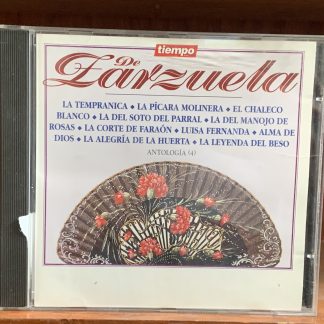 tiempo
De
Zarzuela
LA TEMPRANICA ♦ LA PÍCARA MOLINERA ♦ EL CHALECO
BLANCO ♦ LA DEL SOTO DEL PARRAL ♦ LA DEL MANOJO DE
ROSAS ♦ LA CORTE DE FARAÓN ♦ LUISA FERNANDA ♦ ALMA DE
DIOS ♦ LA ALEGRÍA DE LA HUERTA ♦ LA LEYENDA DEL BESO
ANTOLOGÍA (4)